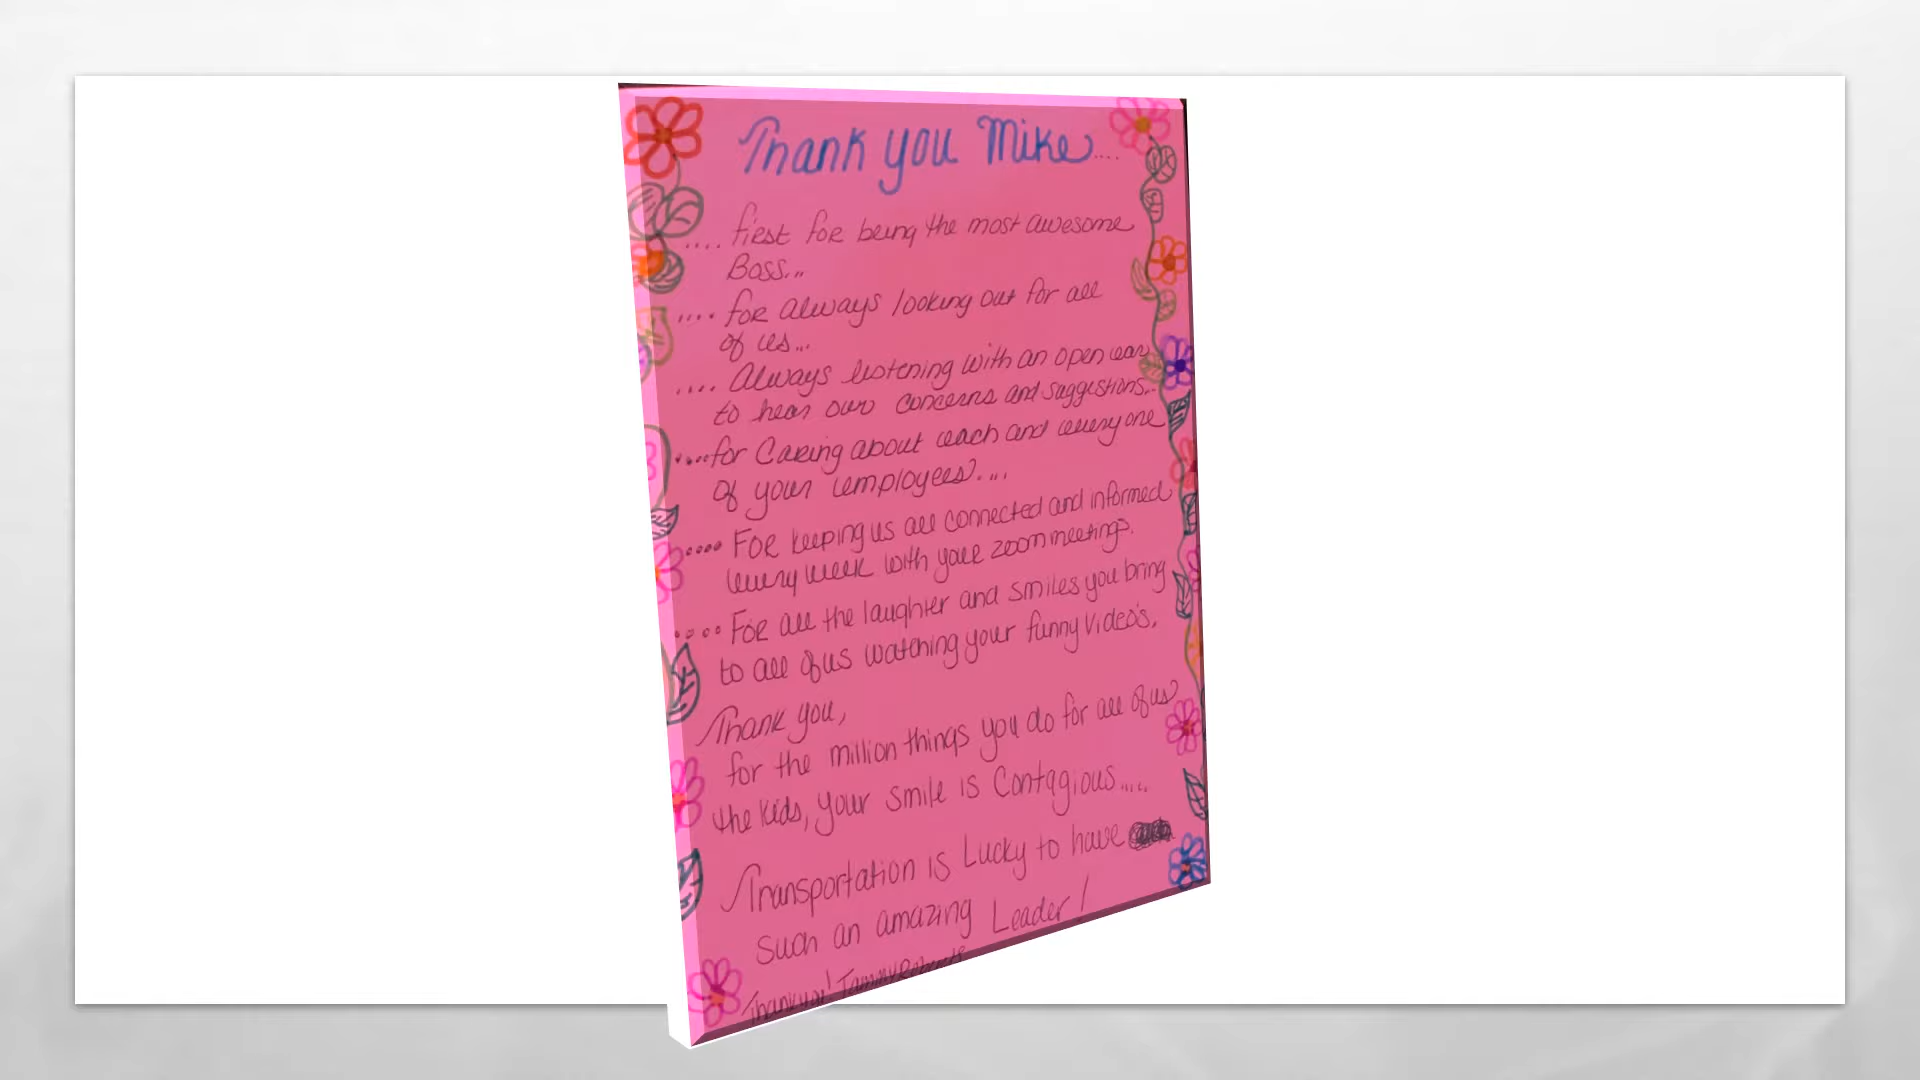 Thank you Mike....
.... first for being the most awesome
Boss...
.... for always looking out for all
of us...
.... Always listening with an open ear
to hear our concerns and suggestions..
....for Caring about each and every one
of your employees....
.... For keeping us all connected and informed
every week with your zoom meetings.
.... For all the laughter and smiles you bring
to all of us watching your funny video's.
Thank you,
for the million things you do for all of us
the kids, your smile is Contagious.....
Transportation is Lucky to have
such an amazing Leader!
Thank you! Tammy Roberts